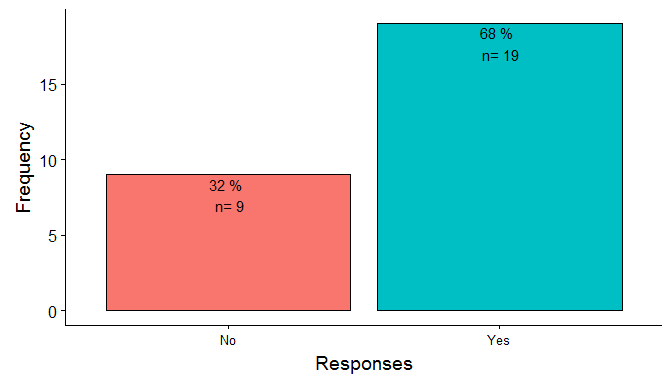 Frequency
15
10
5
0
68 %
n= 19
32 %
n= 9
No
Yes
Responses